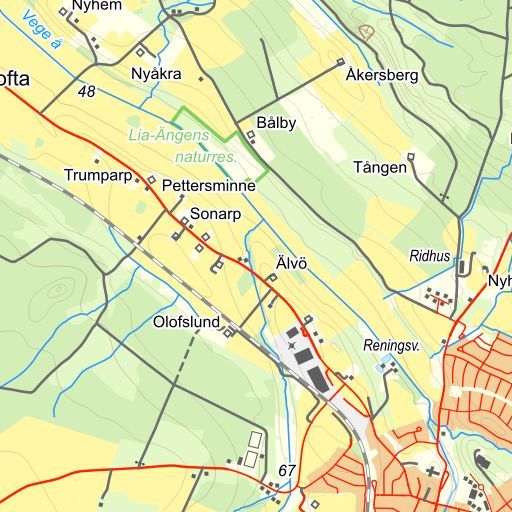 Nyhem
Vege å
Nyåkra
Åkersberg
ofta
48
Bålby
Lia-Ängens
naturres.
Trumparp
Tången
Pettersminne
Sonarp
Ridhus
Älvö
Nyh
Olofslund
Reningsv.
67